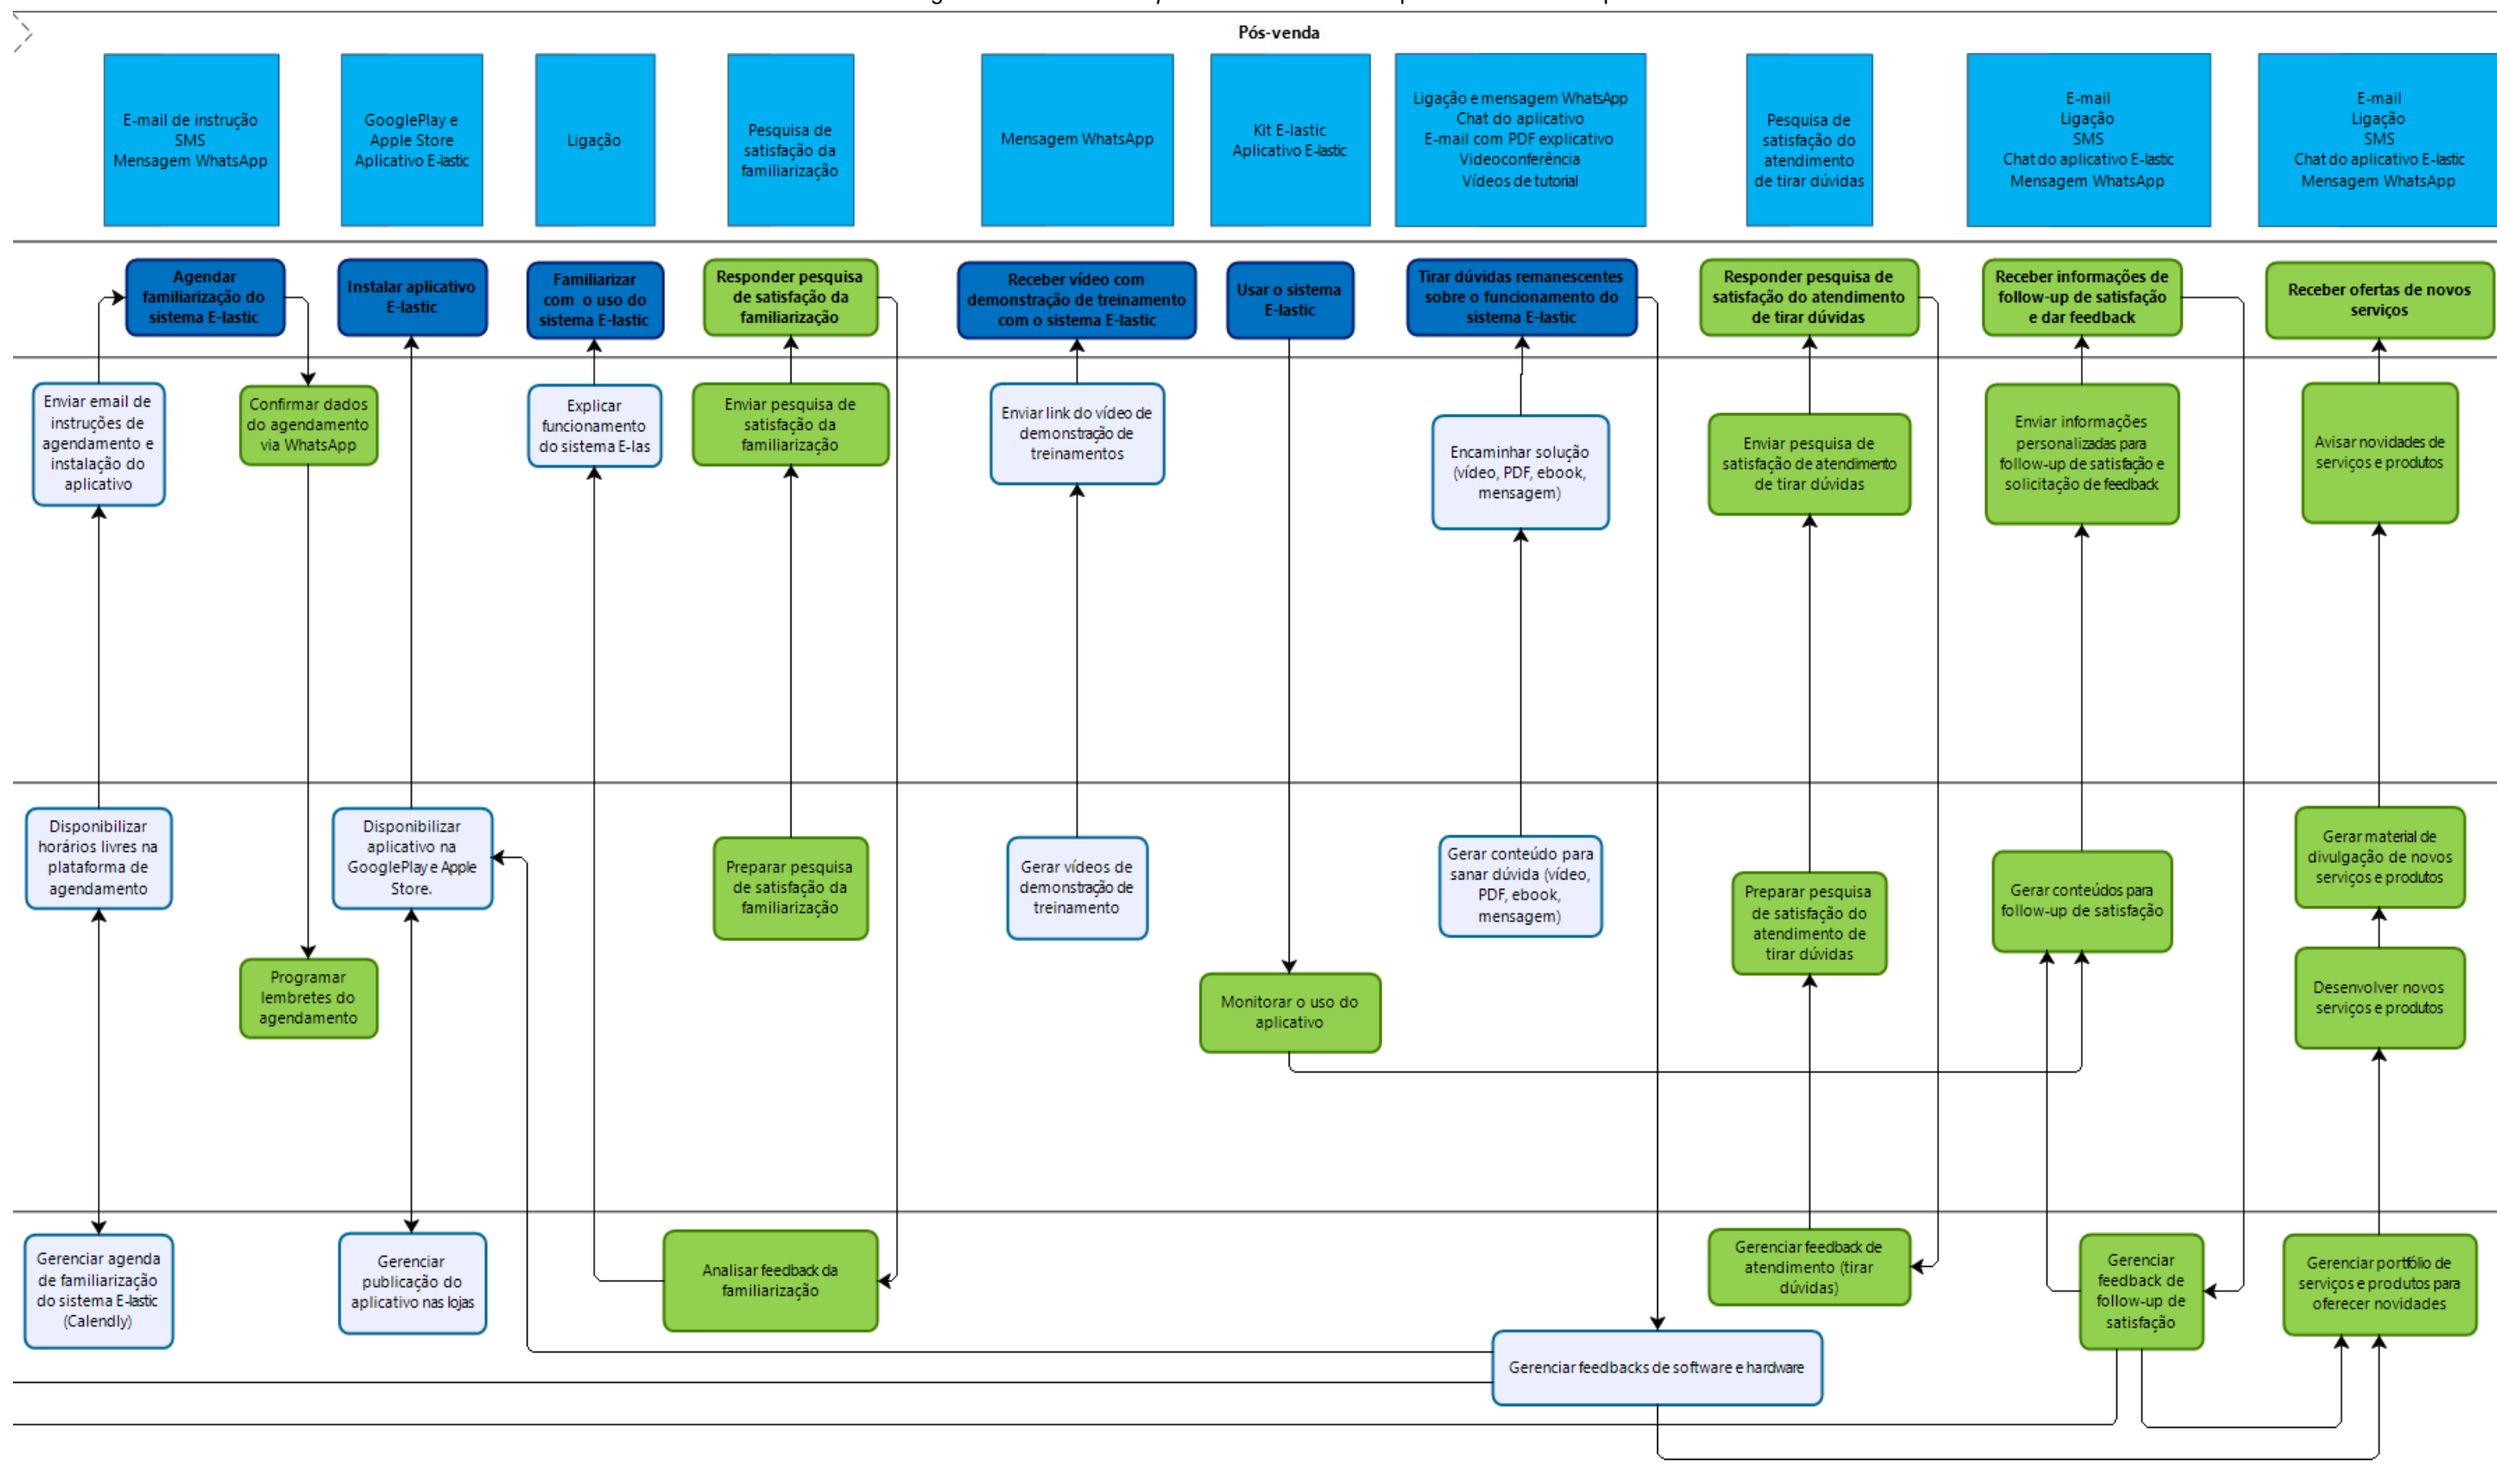 Pós-venda
E-mail de instrução
SMS
Mensagem WhatsApp
GooglePlay e
Apple Store
Aplicativo E-lastic
Ligação
Pesquisa de
satisfação da
familiarização
Mensagem WhatsApp
Kit E-lastic
Aplicativo E-lastic
Ligação e mensagem WhatsApp
Chat do aplicativo
E-mail com PDF explicativo
Videoconferência
Vídeos de tutorial
Pesquisa de
satisfação do
atendimento
de tirar dúvidas
E-mail
Ligação
SMS
Chat do aplicativo E-lastic
Mensagem WhatsApp
E-mail
Ligação
SMS
Chat do aplicativo E-lastic
Mensagem WhatsApp
Agendar
familiarização do
sistema E-lastic
Instalar aplicativo
E-lastic
Familiarizar
com o uso do
sistema E-lastic
Responder pesquisa
de satisfação da
familiarização
Receber vídeo com
demonstração de treinamento
com o sistema E-lastic
Usar o sistema
E-lastic
Tirar dúvidas remanescentes
sobre o funcionamento do
sistema E-lastic
Responder pesquisa de
satisfação do atendimento
de tirar dúvidas
Receber informações de
follow-up de satisfação
e dar feedback
Receber ofertas de novos
serviços
Enviar email de
instruções de
agendamento e
instalação do
aplicativo
Confirmar dados
do agendamento
via WhatsApp
Explicar
funcionamento
do sistema E-las
Enviar pesquisa de
satisfação da
familiarização
Enviar link do vídeo de
demonstração de
treinamentos
Encaminhar solução
(vídeo, PDF, ebook,
mensagem)
Enviar pesquisa de
satisfação de atendimento
de tirar dúvidas
Enviar informações
personalizadas para
follow-up de satisfação e
solicitação de feedback
Avisar novidades de
serviços e produtos
Disponibilizar
horários livres na
plataforma de
agendamento
Programar
lembretes do
agendamento
Disponibilizar
aplicativo na
GooglePlay e Apple
Store.
Preparar pesquisa
de satisfação da
familiarização
Gerar vídeos de
demonstração de
treinamento
Monitorar o uso do
aplicativo
Gerar conteúdo para
sanar dúvida (vídeo,
PDF, ebook,
mensagem)
Preparar pesquisa
de satisfação do
atendimento de
tirar dúvidas
Gerar conteúdos para
follow-up de satisfação
Gerar material de
divulgação de novos
serviços e produtos
Desenvolver novos
serviços e produtos
Gerenciar agenda
de familiarização
do sistema E-lastic
(Calendly)
Gerenciar
publicação do
aplicativo nas lojas
Analisar feedback da
familiarização
Gerenciar feedbacks de software e hardware
Gerenciar feedback de
atendimento (tirar
dúvidas)
Gerenciar
feedback de
follow-up de
satisfação
Gerenciar portfólio de
serviços e produtos para
oferecer novidades